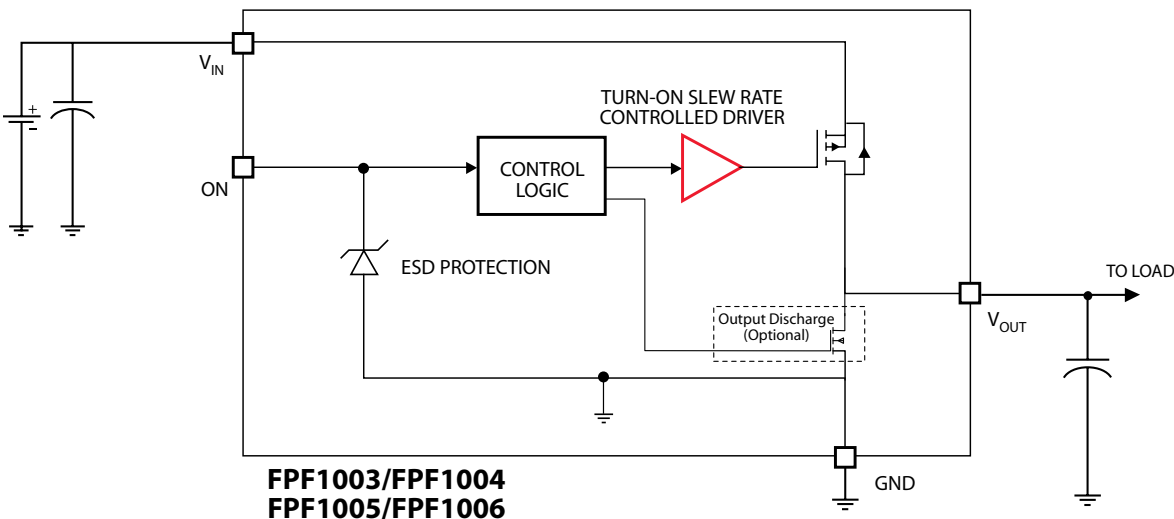 +
-
V_IN
ON
TURN-ON SLEW RATE
CONTROLLED DRIVER
CONTROL
LOGIC
ESD PROTECTION
TO LOAD
V_OUT
Output Discharge
(Optional)
GND
FPF1003/FPF1004
FPF1005/FPF1006